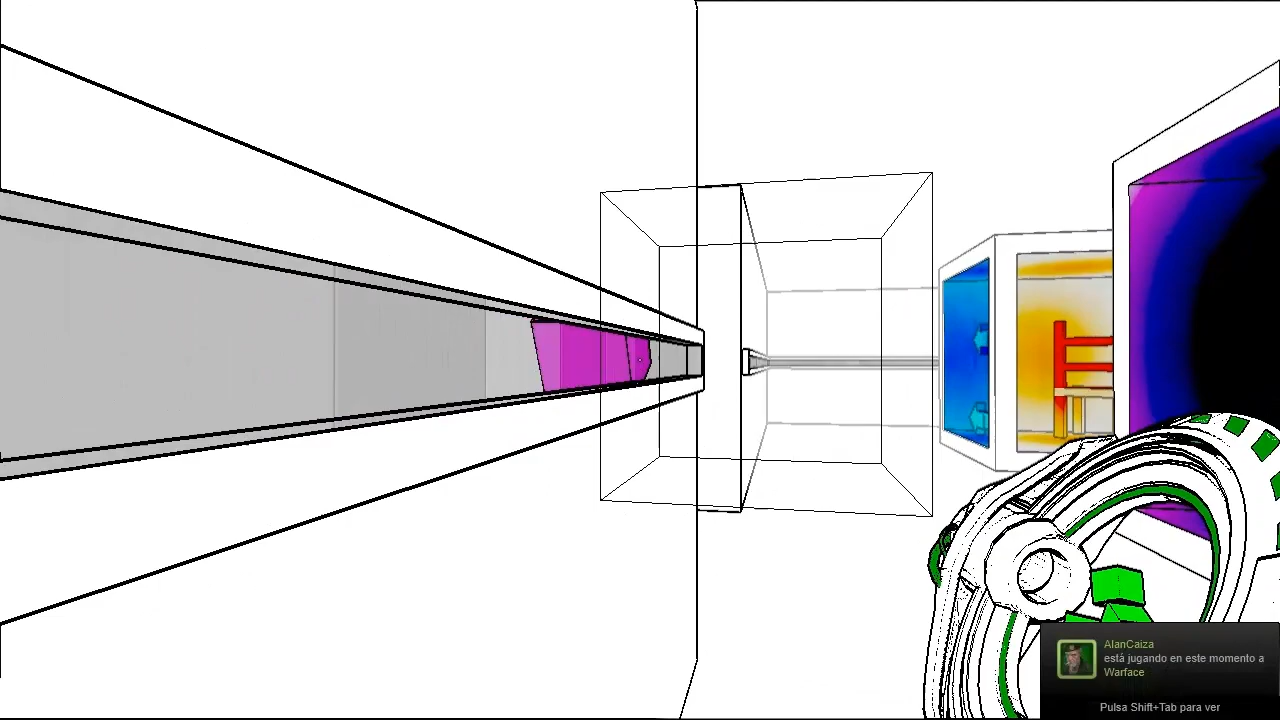 AlanCaiza
está jugando en este momento a
Warface
Pulsa Shift+Tab para ver